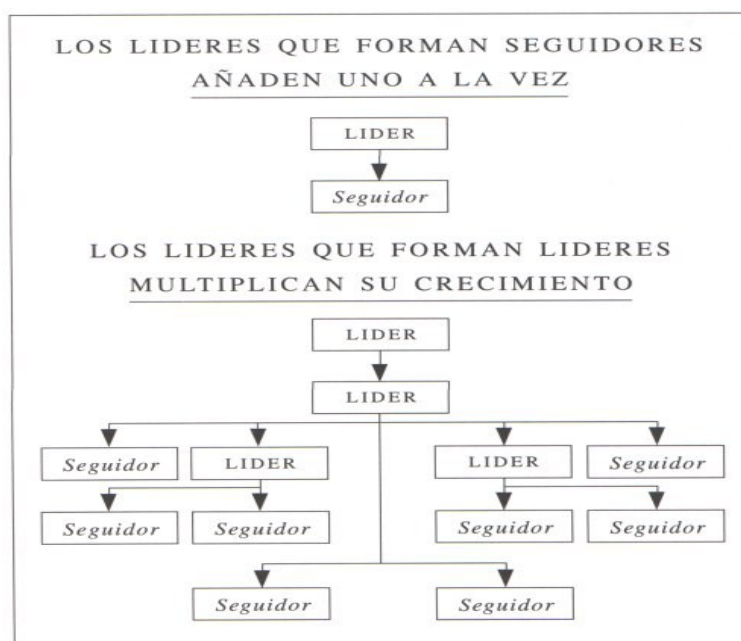 LOS LIDERES QUE FORMAN SEGUIDORES
AÑADEN UNO A LA VEZ
LIDER
Seguidor
LOS LIDERES QUE FORMAN LIDERES
MULTIPLICAN SU CRECIMIENTO
LIDER
LIDER
Seguidor LIDER LIDER Seguidor
Seguidor Seguidor Seguidor Seguidor
Seguidor Seguidor